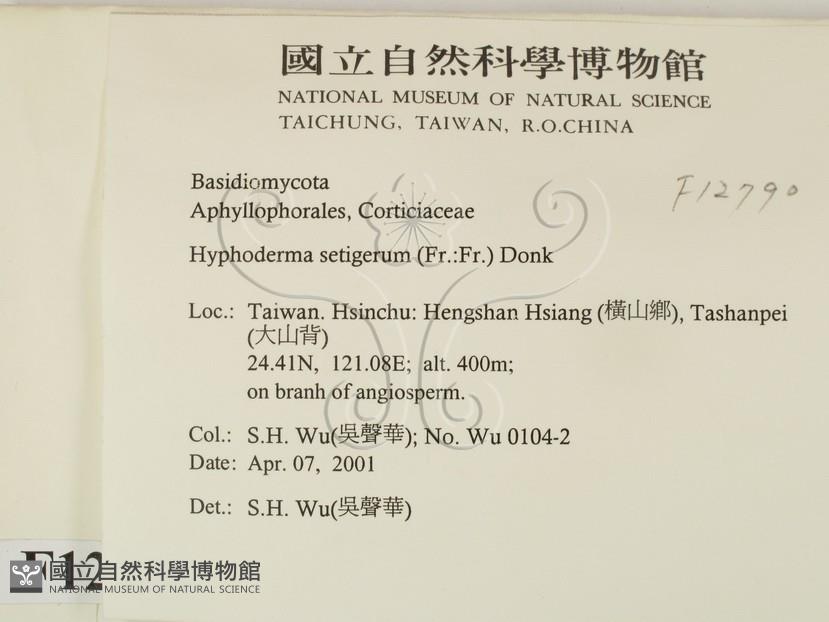 國立自然科學博物館
NATIONAL MUSEUM OF NATURAL SCIENCE
TAICHUNG, TAIWAN, R.O.CHINA
F12790
Basidiomycota
Aphyllophorales, Corticiaceae
Hyphoderma setigerum (Fr.:Fr.) Donk
Loc.: Taiwan. Hsinchu: Hengshan Hsiang (橫山鄉), Tashanpei
(大山背)
24.41N, 121.08E; alt. 400m;
on branh of angiosperm.
Col.: S.H. Wu(吳聲華); No. Wu 0104-2
Date: Apr. 07, 2001
Det.: S.H. Wu(吳聲華)
F12
國立自然科學博物館
NATIONAL MUSEUM OF NATURAL SCIENCE